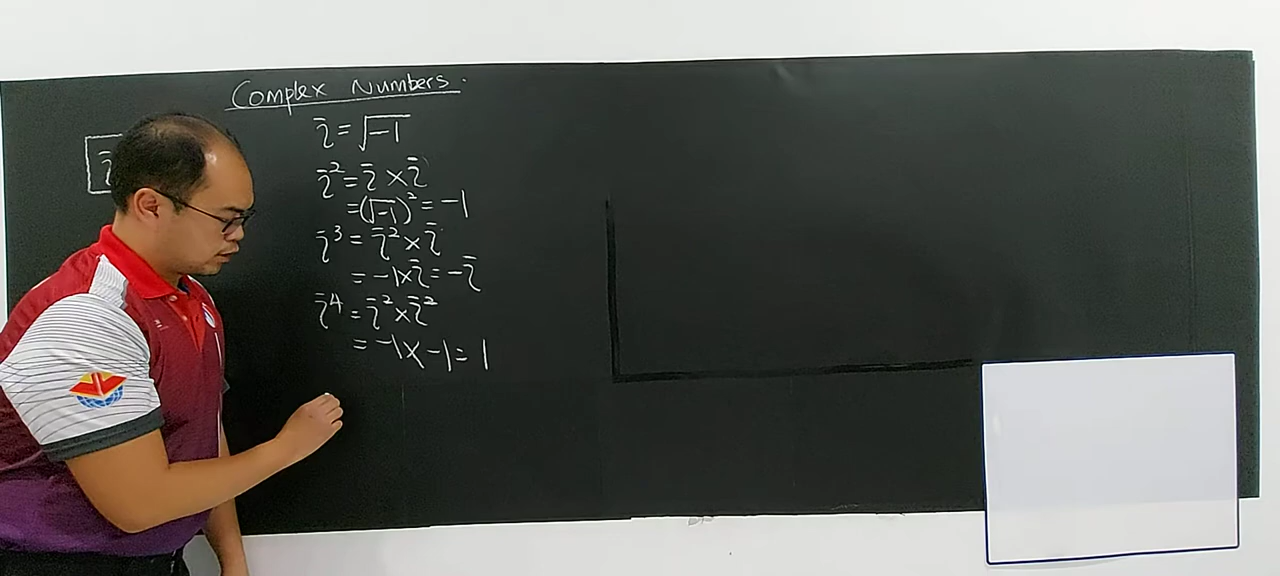 Complex Numbers.
i = √-1
i² = i × i
= (√-1)² = -1
i³ = i² × i
= -1 × i = -i
i⁴ = i² × i²
= -1 × -1 = 1
i